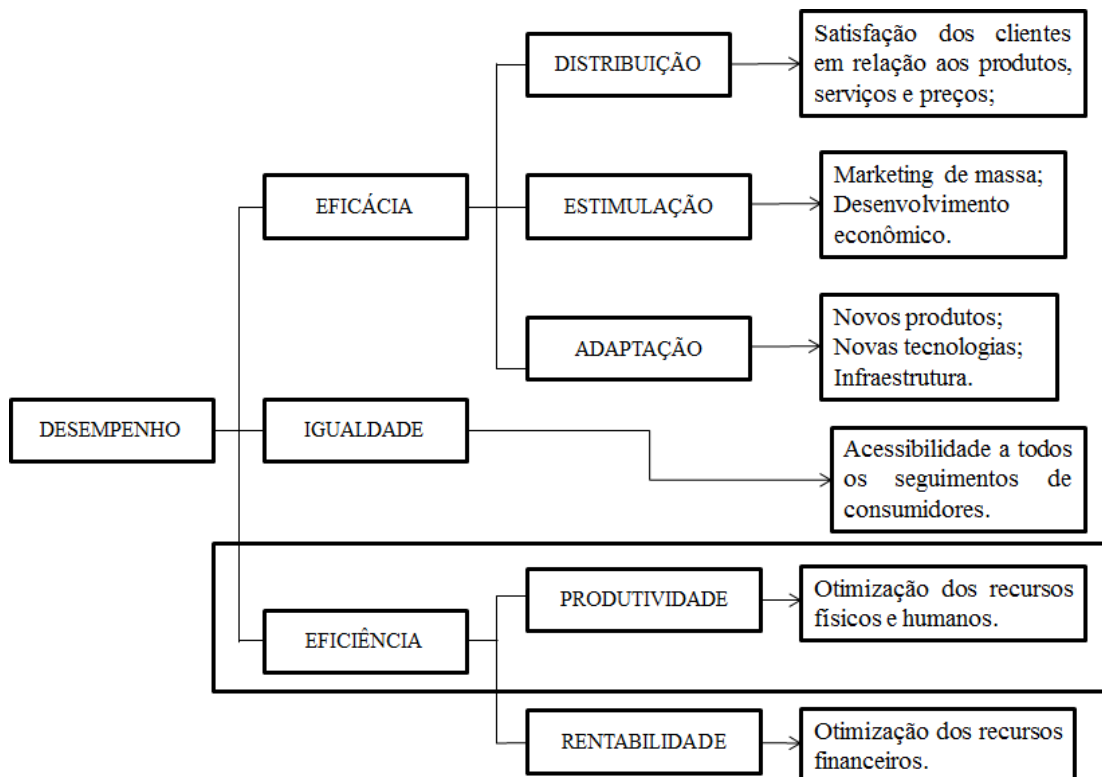 DISTRIBUIÇÃO
Satisfação dos clientes
em relação aos produtos,
serviços e preços;
EFICÁCIA
ESTIMULAÇÃO
Marketing de massa;
Desenvolvimento
econômico.
ADAPTAÇÃO
Novos produtos;
Novas tecnologias;
Infraestrutura.
DESEMPENHO
IGUALDADE
Acessibilidade a todos
os seguimentos de
consumidores.
EFICIÊNCIA
PRODUTIVIDADE
Otimização dos recursos
físicos e humanos.
RENTABILIDADE
Otimização dos recursos
financeiros.